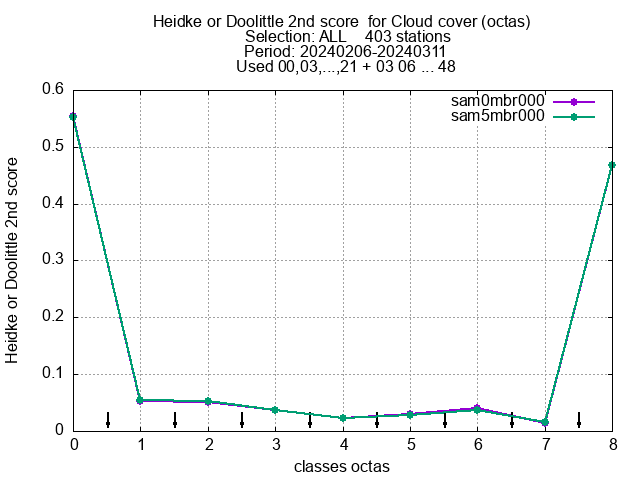 Heidke or Doolittle 2nd score  for Cloud cover (octas)
Selection: ALL    403 stations
Period: 20240206-20240311
Used 00,03,...,21 + 03 06 ... 48
sam0mbr000
sam5mbr000
Heidke or Doolittle 2nd score
0.6
0.5
0.4
0.3
0.2
0.1
0
0 1 2 3 4 5 6 7 8
classes octas